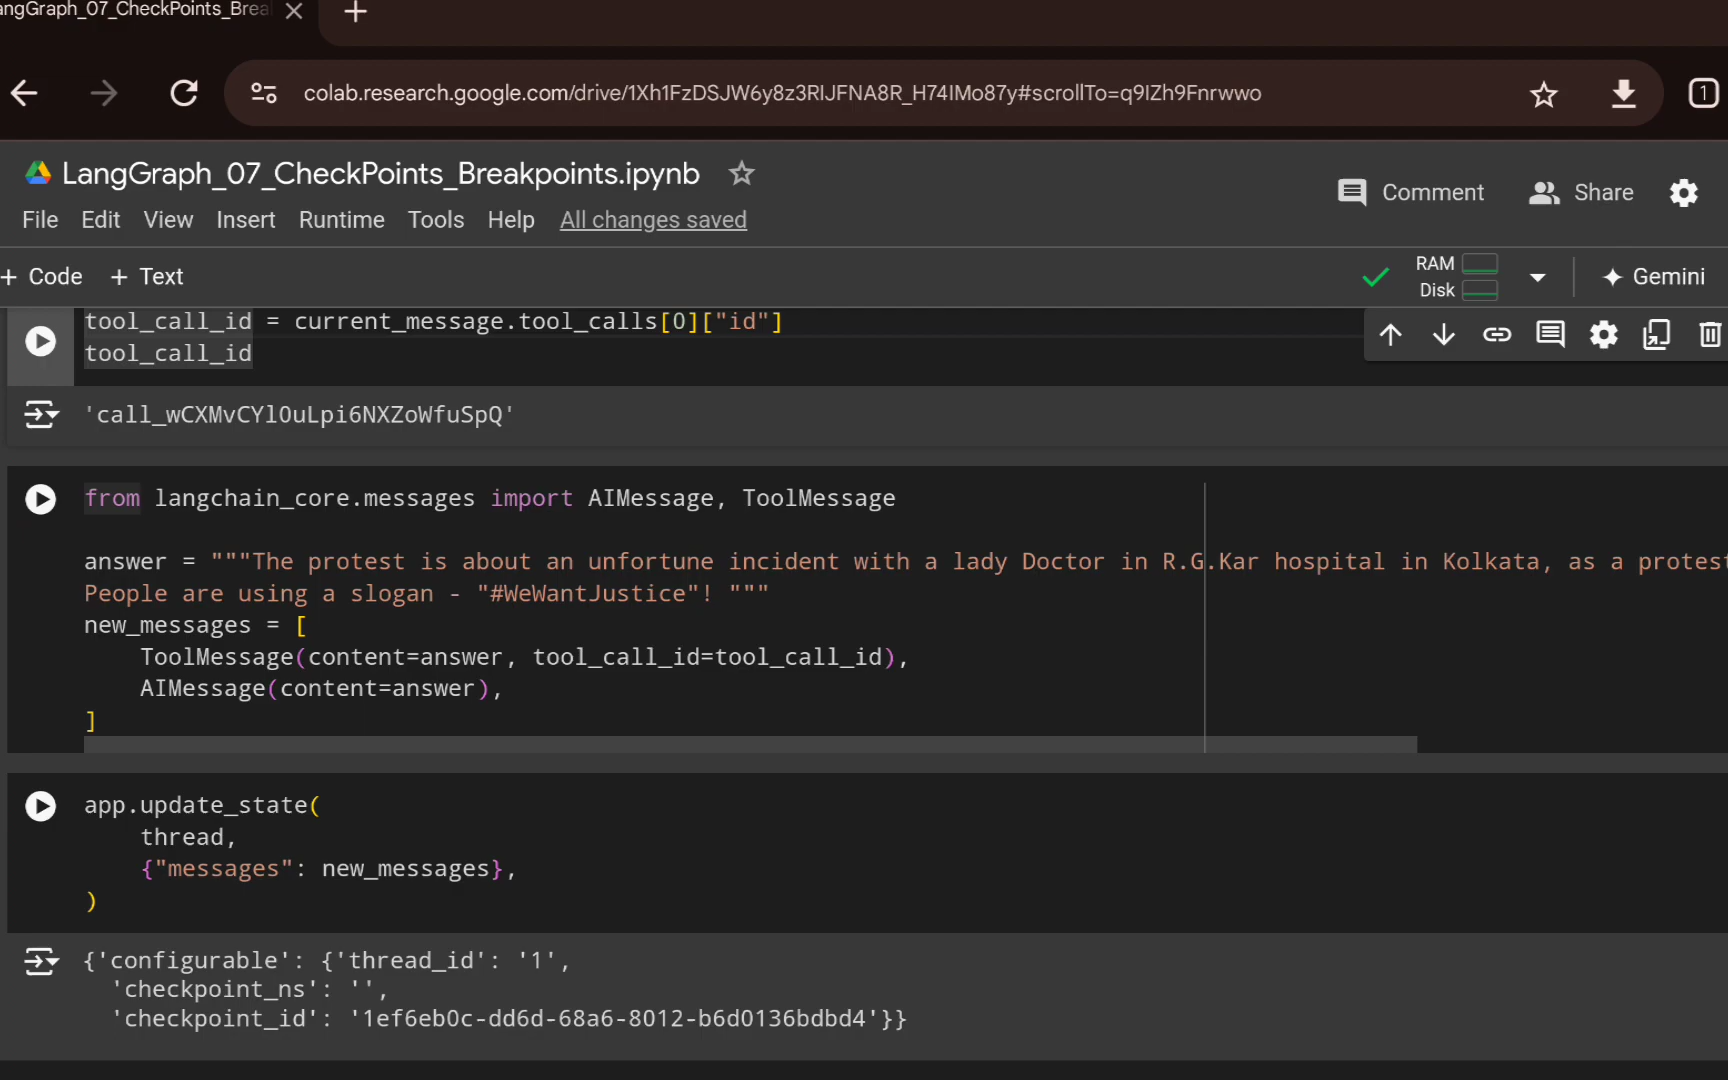 angGraph_07_CheckPoints_Brea
colab.research.google.com/drive/1Xh1FzDSJW6y8z3RIJFNA8R_H74IMo87y#scrollTo=q9IZh9Fnrwwo
1
LangGraph_07_CheckPoints_Breakpoints.ipynb
Comment
Share
File Edit View Insert Runtime Tools Help All changes saved
+ Code + Text
RAM
Disk
Gemini
tool_call_id = current_message.tool_calls[0]["id"]
tool_call_id
'call_wCXMvCYlOuLpi6NXZoWfuSpQ'
from langchain_core.messages import AIMessage, ToolMessage
answer = """The protest is about an unfortune incident with a lady Doctor in R.G.Kar hospital in Kolkata, as a protest
People are using a slogan - "#WeWantJustice"! """
new_messages = [
ToolMessage(content=answer, tool_call_id=tool_call_id),
AIMessage(content=answer),
]
app.update_state(
thread,
{"messages": new_messages},
)
{'configurable': {'thread_id': '1',
'checkpoint_ns': '',
'checkpoint_id': '1ef6eb0c-dd6d-68a6-8012-b6d0136bdbd4'}}